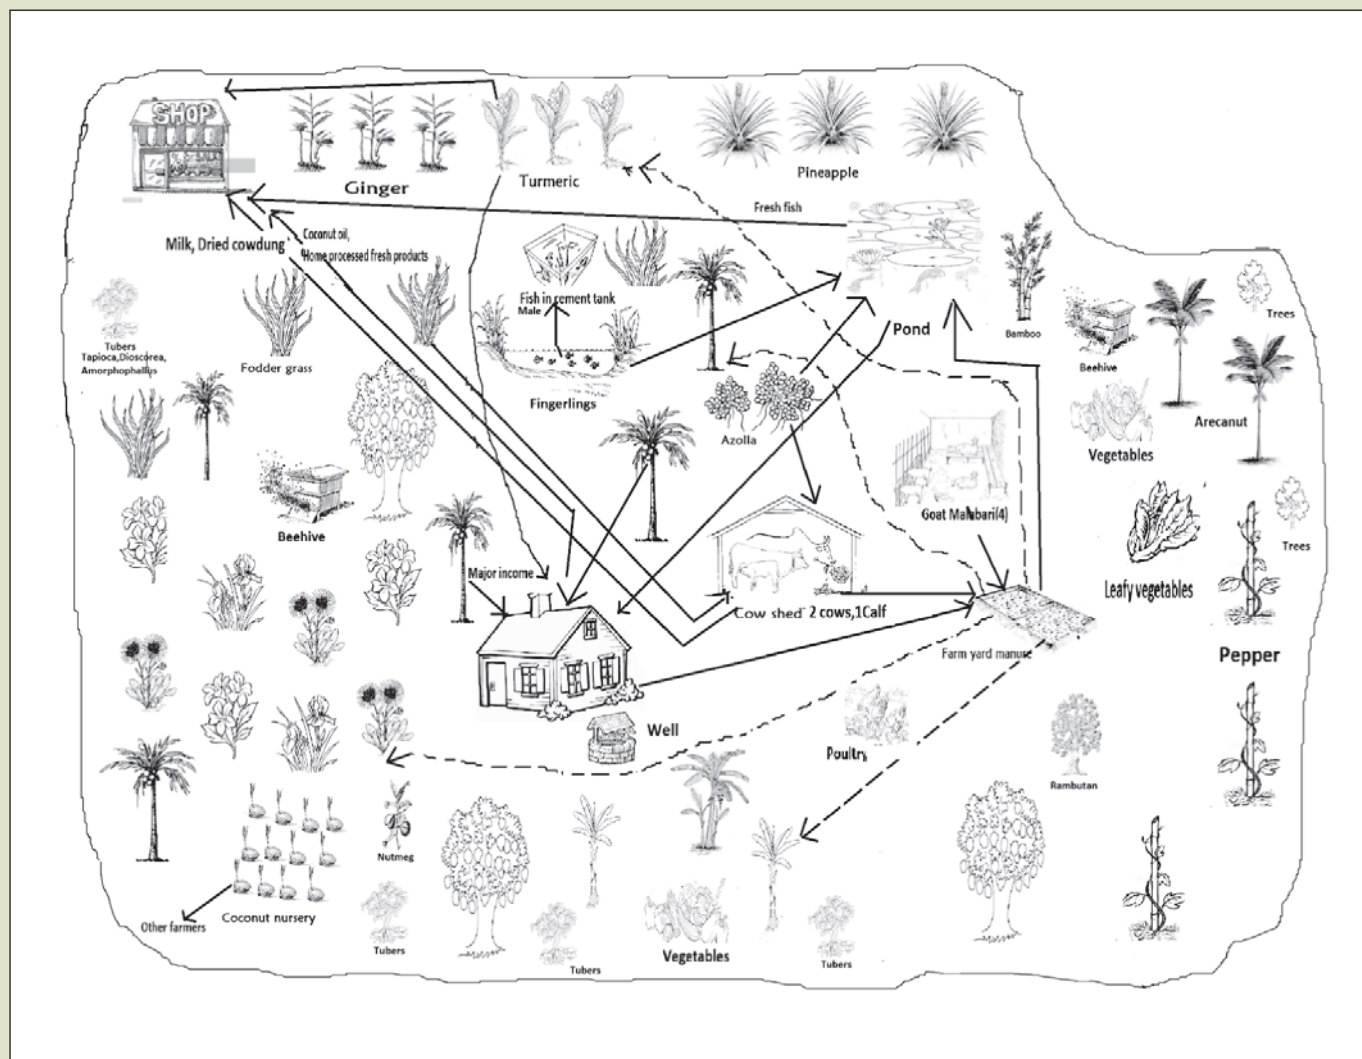 SHOP
SALE
Ginger
Turmeric
Pineapple
Fresh fish
Milk, Dried cowdung
Coconut oil,
Home processed fresh products
Fish in cement tank
Male
Pond
Bamboo
Trees
Beehive
Tubers
Tapioca,Dioscorea,
Amorphophallus
Fodder grass
Fingerlings
Azolla
Arecanut
Vegetables
Goat Malabari(4)
Beehive
Trees
Major income
Leafy vegetables
Cow shed 2 cows,1Calf
Farm yard manure
Pepper
Well
Poultry
Rambutan
Nutmeg
Coconut nursery
Other farmers
Tubers
Tubers
Vegetables
Tubers